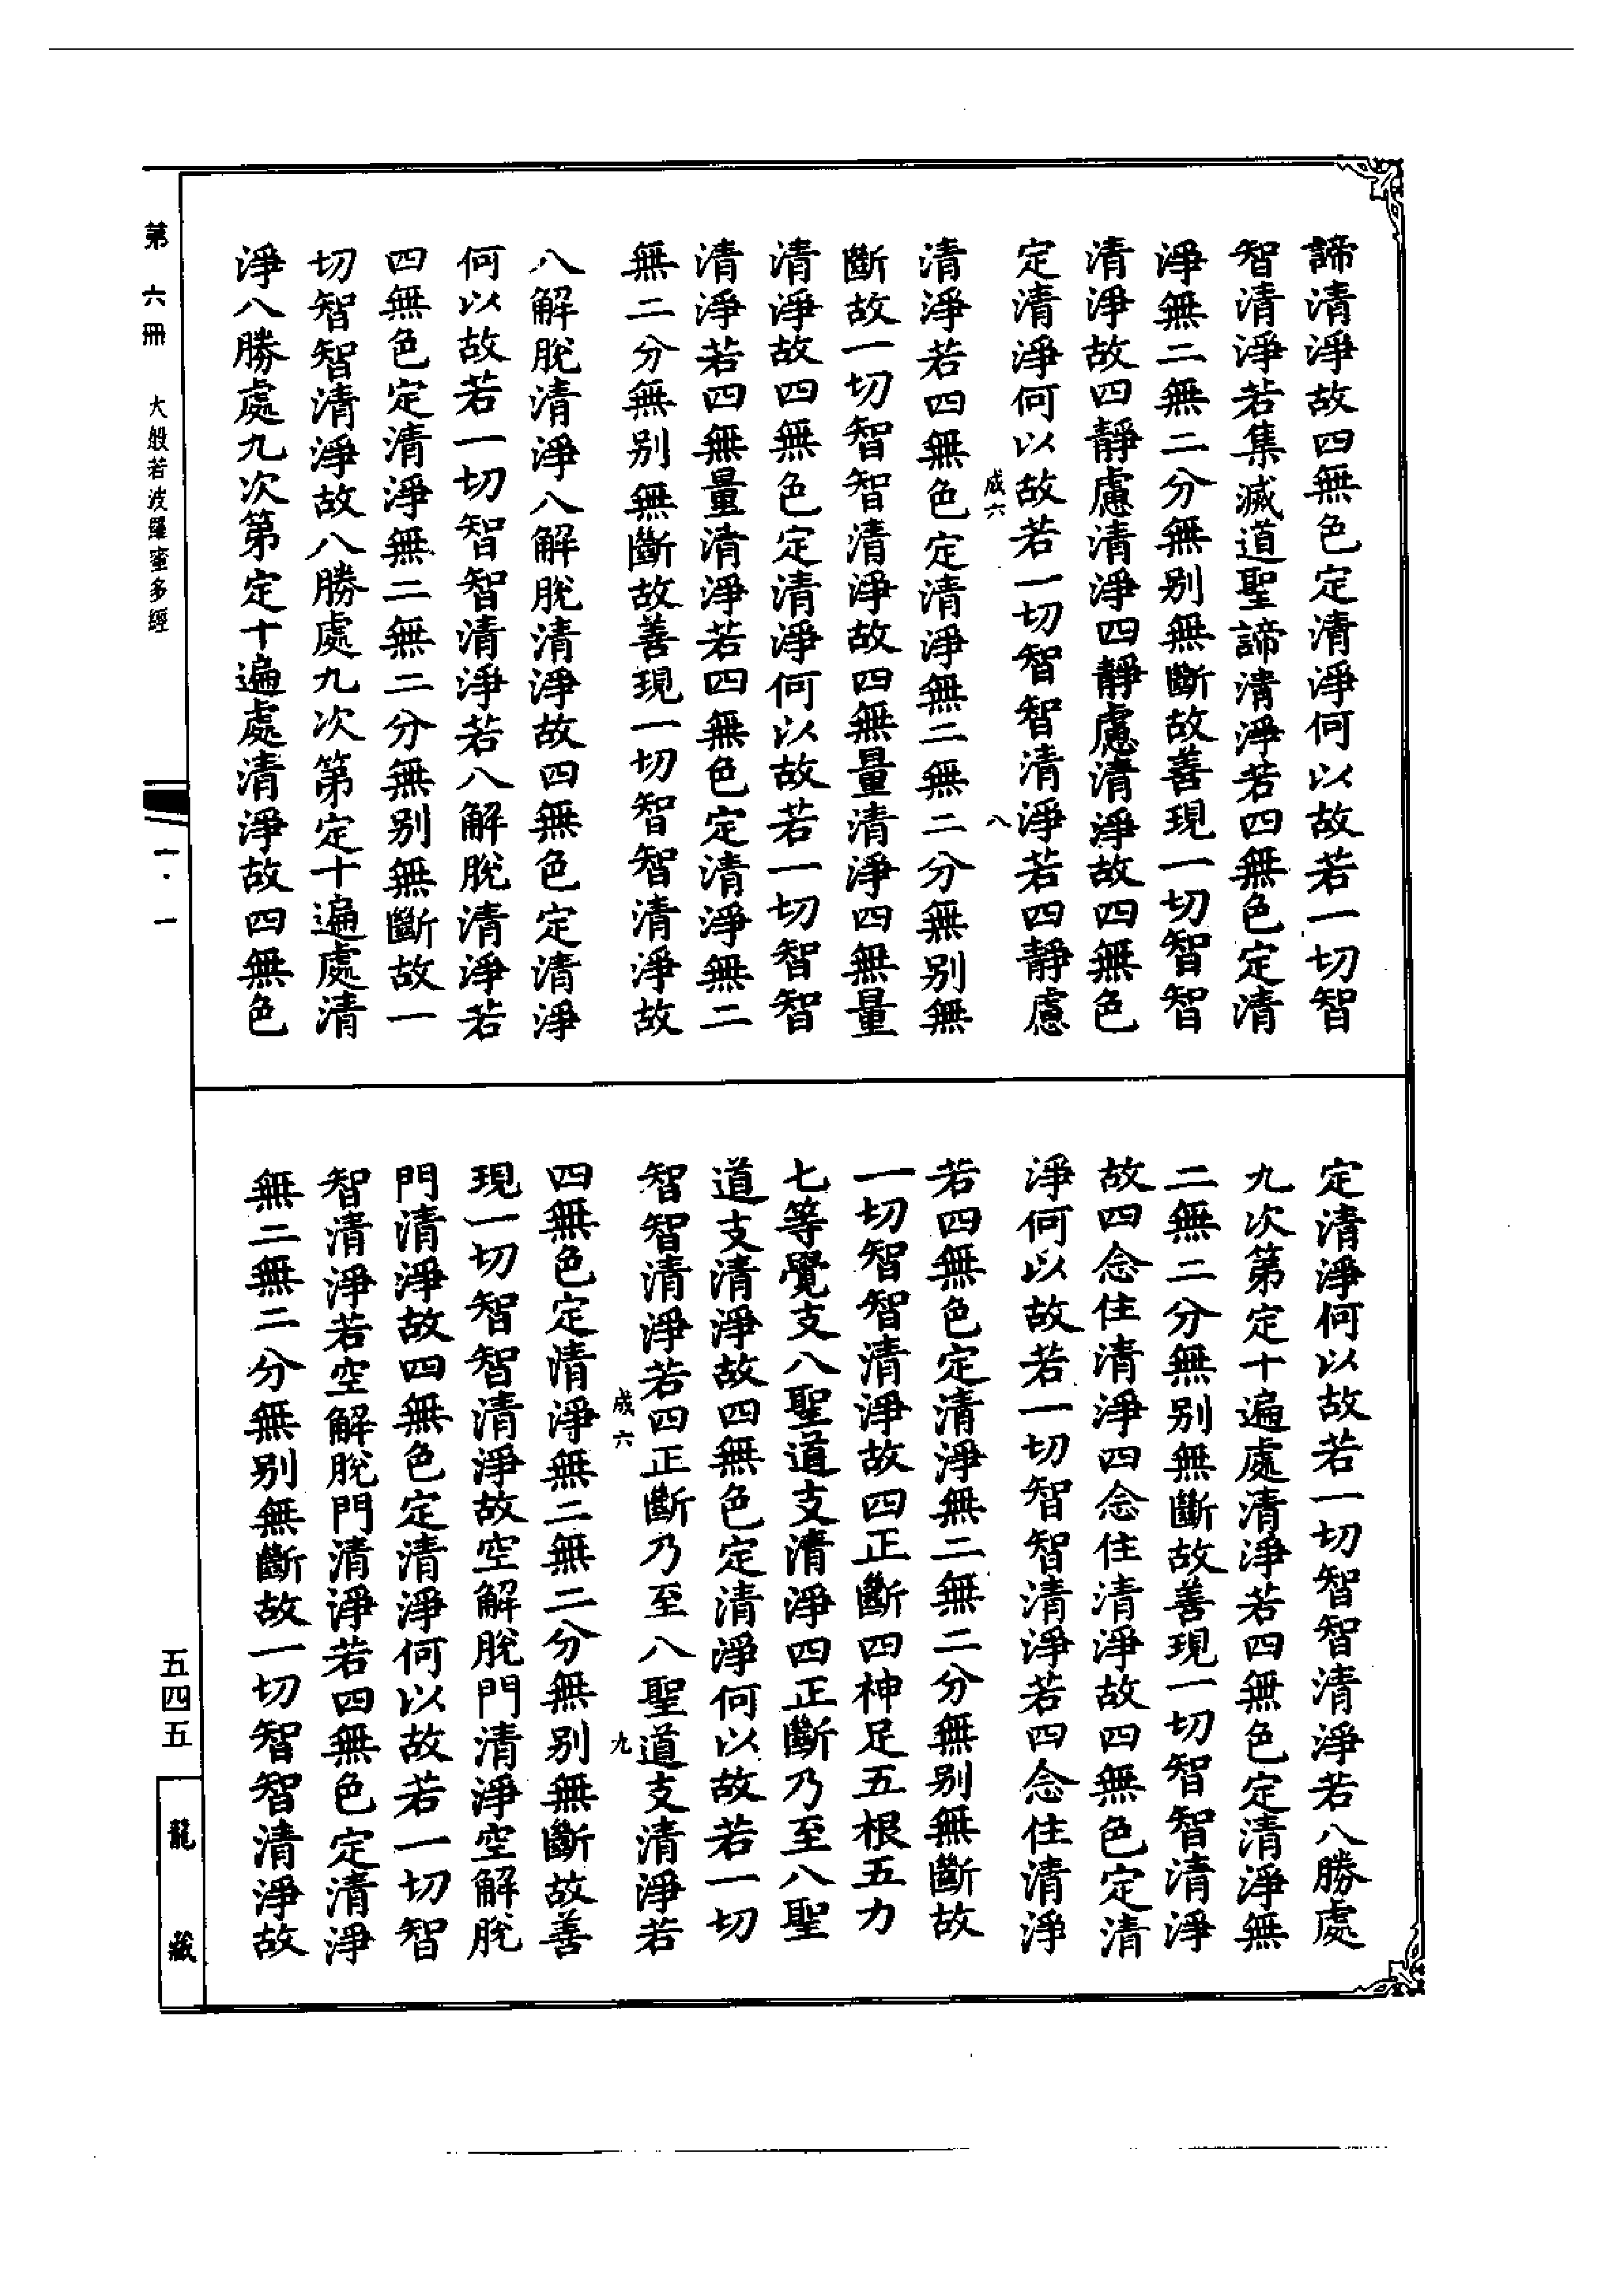 諦清淨故四無色定清淨何以故若一切智
智清淨若集滅道聖諦清淨若四無色定清
淨無二無二分無别無斷故善現一切智智
清淨故四靜慮清淨四靜慮清淨故四無色
定清淨何以故若一切智智清淨若四靜慮
成六 八
清淨若四無色定清淨無二無二分無别無
斷故一切智智清淨故四無量清淨四無量
清淨故四無色定清淨何以故若一切智智
清淨若四無量清淨若四無色定清淨無二
無二分無别無斷故善現一切智智清淨故
八解脫清淨八解脫清淨故四無色定清淨
何以故若一切智智清淨若八解脫清淨若
四無色定清淨無二無二分無别無斷故一
切智智清淨故八勝處九次第定十遍處清
淨八勝處九次第定十遍處清淨故四無色
定清淨何以故若一切智智清淨若八勝處
九次第定十遍處清淨若四無色定清淨無
二無二分無别無斷故善現一切智智清淨
故四念住清淨四念住清淨故四無色定清
淨何以故若一切智智清淨若四念住清淨
若四無色定清淨無二無二分無别無斷故
一切智智清淨故四正斷四神足五根五力
七等覺支八聖道支清淨四正斷乃至八聖
道支清淨故四無色定清淨何以故若一切
智智清淨若四正斷乃至八聖道支清淨若
成六 九
四無色定清淨無二無二分無别無斷故善
現一切智智清淨故空解脫門清淨空解脫
門清淨故四無色定清淨何以故若一切智
智清淨若空解脫門清淨若四無色定清淨
無二無二分無别無斷故一切智智清淨故
第六冊 大般若波羅蜜多經
一·一
五四五
龍藏